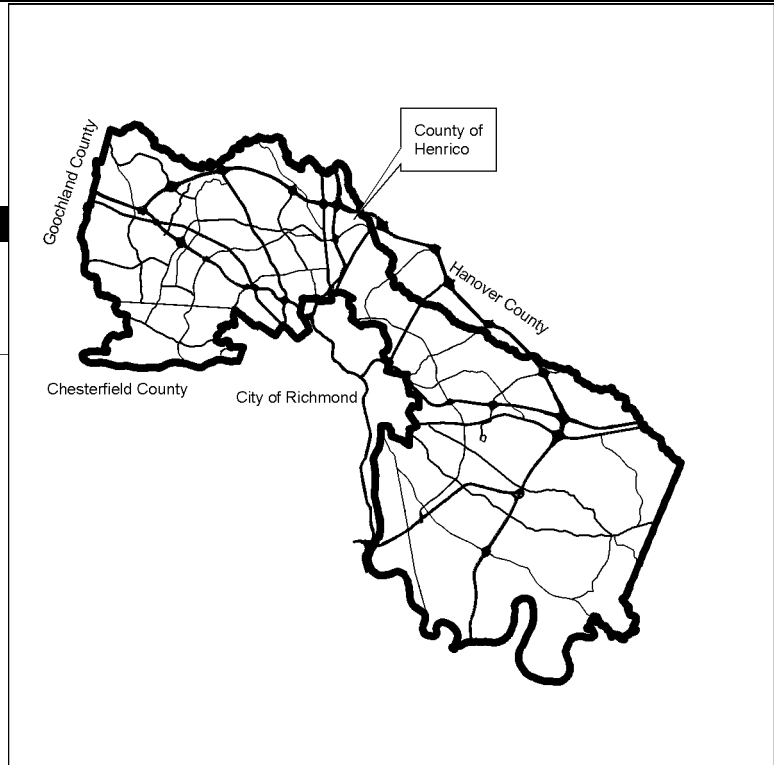 County of
Henrico
Goochland County
Hanover County
Chesterfield County
City of Richmond